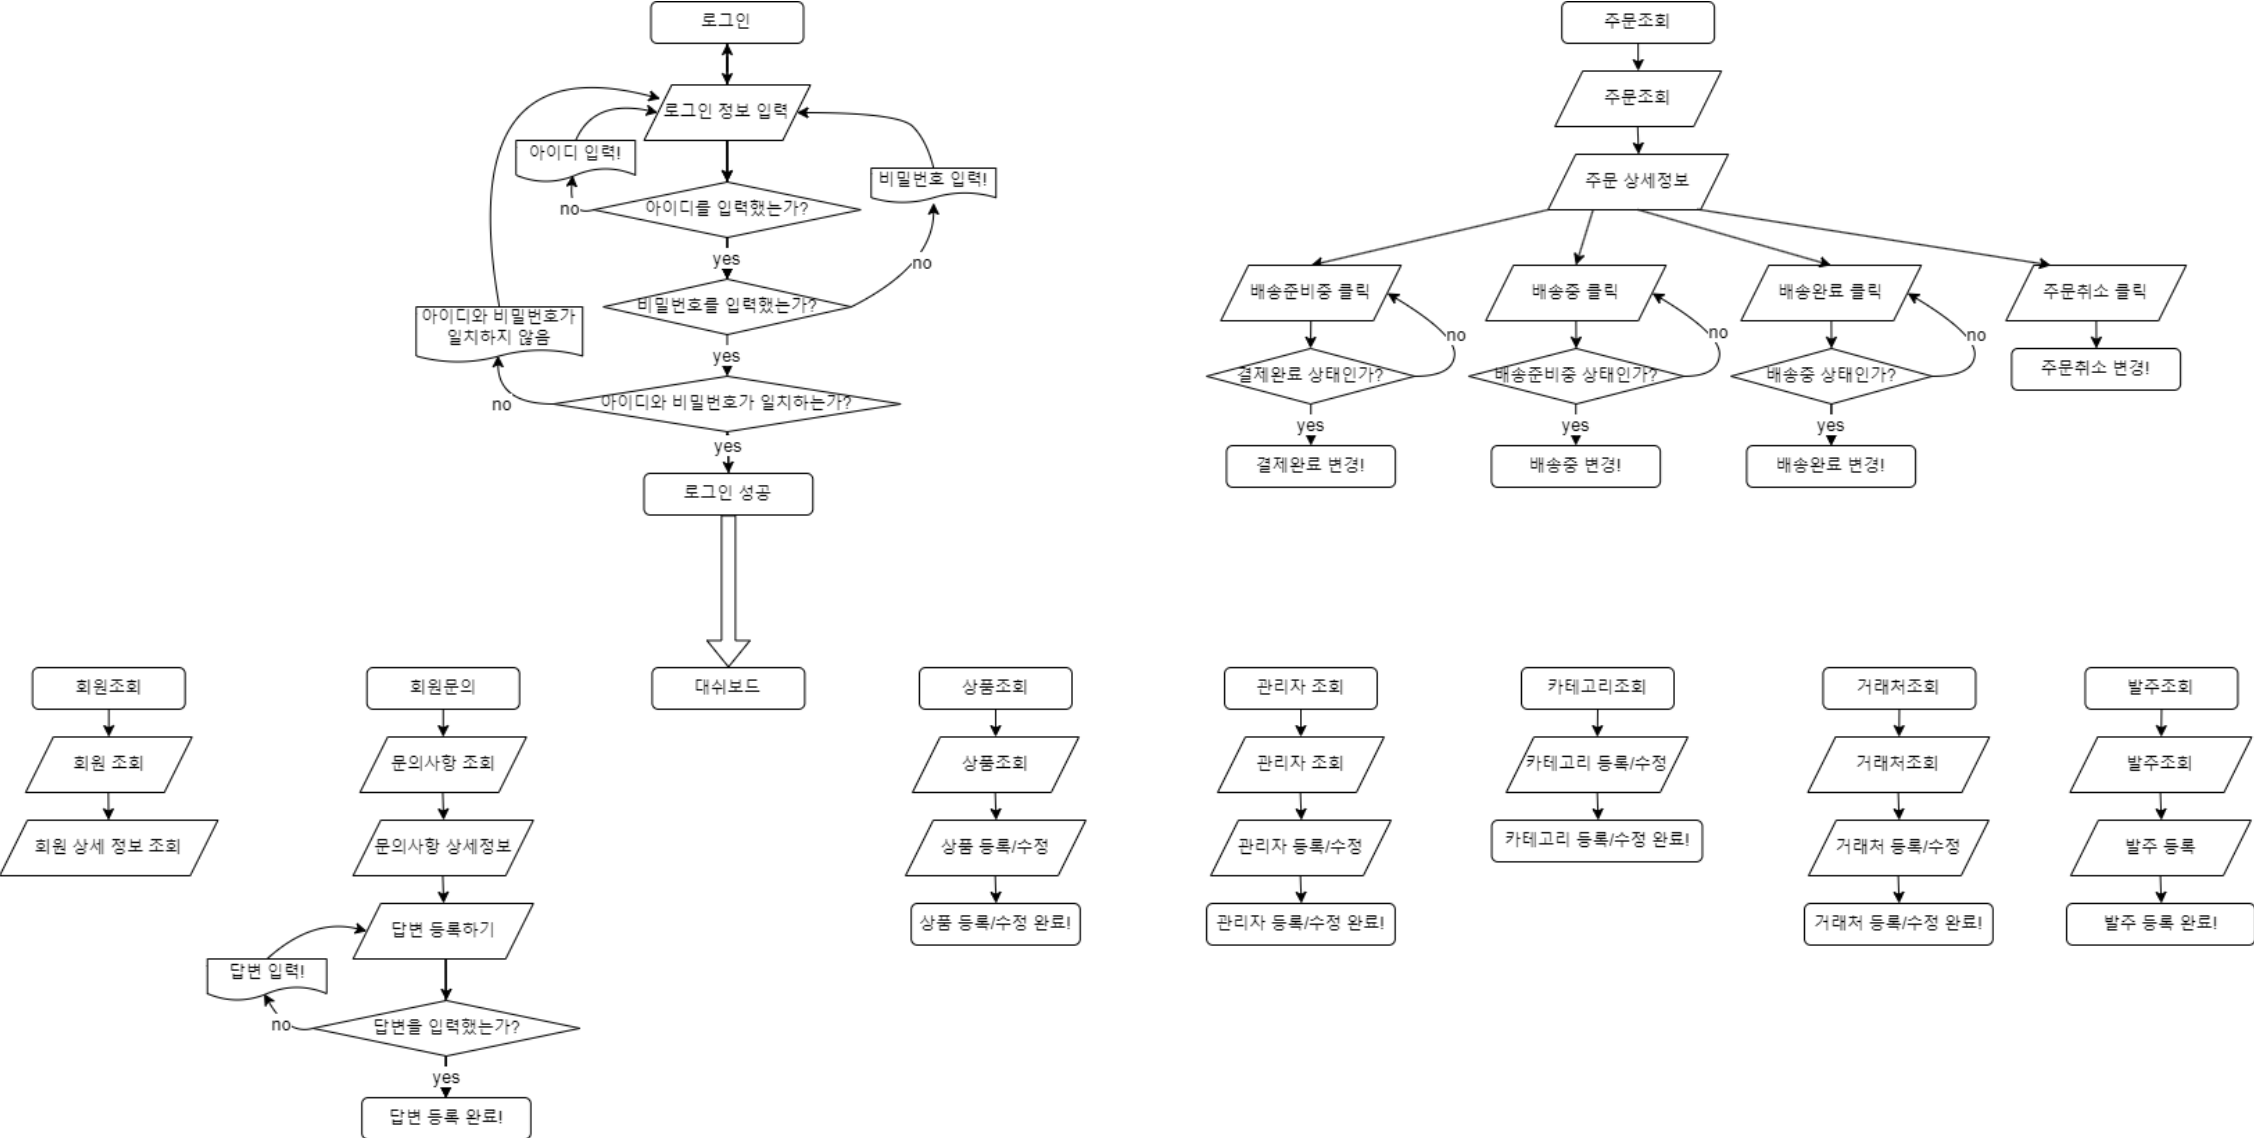 로그인
로그인 정보 입력
아이디 입력!
비밀번호 입력!
no
아이디를 입력했는가?
yes
no
비밀번호를 입력했는가?
아이디와 비밀번호가
일치하지 않음
yes
no
아이디와 비밀번호가 일치하는가?
yes
로그인 성공
대쉬보드
주문조회
주문조회
주문 상세정보
배송준비중 클릭
배송중 클릭
배송완료 클릭
주문취소 클릭
no
no
no
결제완료 상태인가?
배송준비중 상태인가?
배송중 상태인가?
주문취소 변경!
yes
yes
yes
결제완료 변경!
배송중 변경!
배송완료 변경!
회원조회
회원 조회
회원 상세 정보 조회
회원문의
문의사항 조회
문의사항 상세정보
답변 등록하기
답변 입력!
no
답변을 입력했는가?
yes
답변 등록 완료!
상품조회
상품조회
상품 등록/수정
상품 등록/수정 완료!
관리자 조회
관리자 조회
관리자 등록/수정
관리자 등록/수정 완료!
카테고리조회
카테고리 등록/수정
카테고리 등록/수정 완료!
거래처조회
거래처조회
거래처 등록/수정
거래처 등록/수정 완료!
발주조회
발주조회
발주 등록
발주 등록 완료!